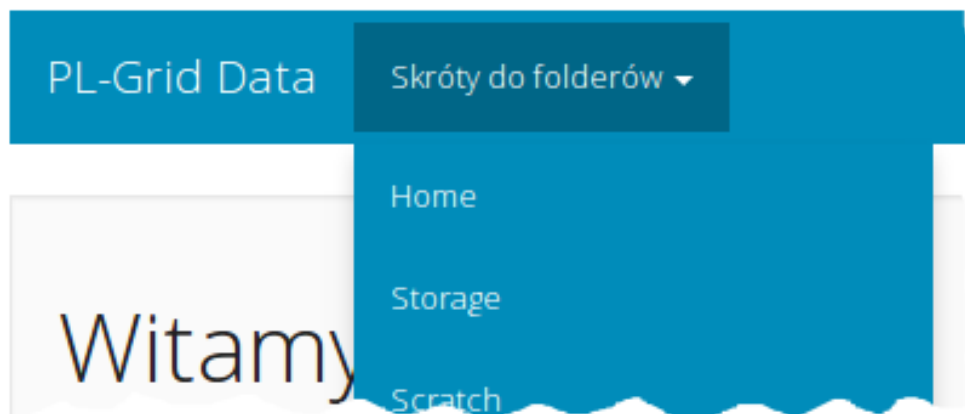 PL-Grid Data
Skróty do folderów
Home
Storage
Witamy
Scratch